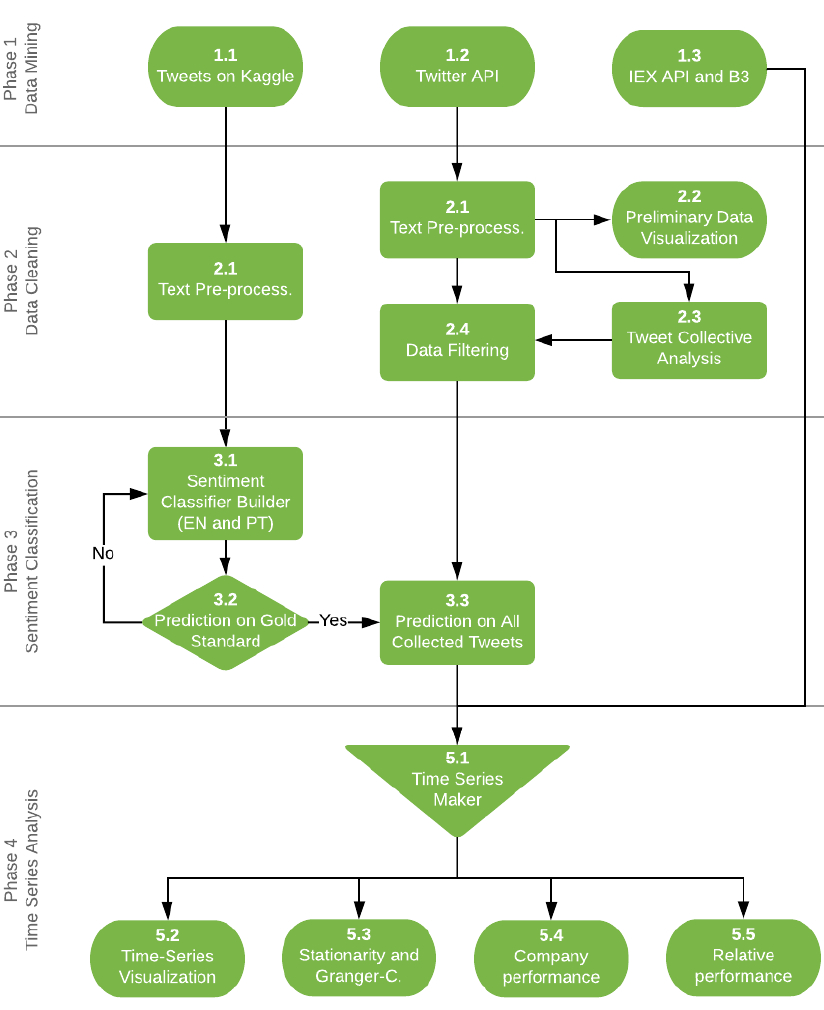 Phase 1
Data Mining
1.1
Tweets on Kaggle
1.2
Twitter API
1.3
IEX API and B3
Phase 2
Data Cleaning
2.1
Text Pre-process.
2.1
Text Pre-process.
2.2
Preliminary Data
Visualization
2.4
Data Filtering
2.3
Tweet Collective
Analysis
Phase 3
Sentiment Classification
3.1
Sentiment
Classifier Builder
(EN and PT)
No
3.2
Prediction on Gold
Standard
Yes
3.3
Prediction on All
Collected Tweets
Phase 4
Time Series Analysis
5.1
Time Series
Maker
5.2
Time-Series
Visualization
5.3
Stationarity and
Granger-C.
5.4
Company
performance
5.5
Relative
performance